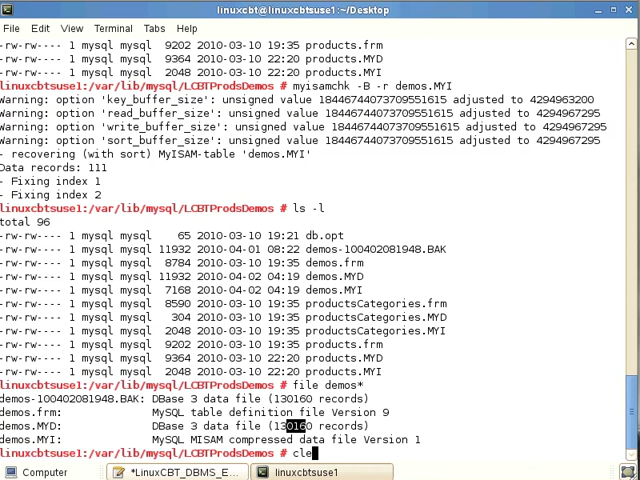 linuxcbt@linuxcbtsuse1:~/Desktop
File Edit View Terminal Tabs Help
-rw-rw---- 1 mysql mysql  9202 2010-03-10 19:35 products.frm
-rw-rw---- 1 mysql mysql  9364 2010-03-10 22:20 products.MYD
-rw-rw---- 1 mysql mysql  2048 2010-03-10 22:20 products.MYI
linuxcbtsuse1:/var/lib/mysql/LCBTProdsDemos # myisamchk -B -r demos.MYI
Warning: option 'key_buffer_size': unsigned value 18446744073709551615 adjusted to 4294963200
Warning: option 'read_buffer_size': unsigned value 18446744073709551615 adjusted to 4294967295
Warning: option 'write_buffer_size': unsigned value 18446744073709551615 adjusted to 4294967295
Warning: option 'sort_buffer_size': unsigned value 18446744073709551615 adjusted to 4294967295
- recovering (with sort) MyISAM-table 'demos.MYI'
Data records: 111
- Fixing index 1
- Fixing index 2
linuxcbtsuse1:/var/lib/mysql/LCBTProdsDemos # ls -l
total 96
-rw-rw---- 1 mysql mysql    65 2010-03-10 19:21 db.opt
-rw-rw---- 1 mysql mysql 11932 2010-04-01 08:22 demos-100402081948.BAK
-rw-rw---- 1 mysql mysql  8784 2010-03-10 19:35 demos.frm
-rw-rw---- 1 mysql mysql 11932 2010-04-02 04:19 demos.MYD
-rw-rw---- 1 mysql mysql  7168 2010-04-02 04:19 demos.MYI
-rw-rw---- 1 mysql mysql  8590 2010-03-10 19:35 productsCategories.frm
-rw-rw---- 1 mysql mysql   304 2010-03-10 19:35 productsCategories.MYD
-rw-rw---- 1 mysql mysql  2048 2010-03-10 19:35 productsCategories.MYI
-rw-rw---- 1 mysql mysql  9202 2010-03-10 19:35 products.frm
-rw-rw---- 1 mysql mysql  9364 2010-03-10 22:20 products.MYD
-rw-rw---- 1 mysql mysql  2048 2010-03-10 22:20 products.MYI
linuxcbtsuse1:/var/lib/mysql/LCBTProdsDemos # file demos*
demos-100402081948.BAK: DBase 3 data file (130160 records)
demos.frm:              MySQL table definition file Version 9
demos.MYD:              DBase 3 data file (130160 records)
demos.MYI:              MySQL MISAM compressed data file Version 1
linuxcbtsuse1:/var/lib/mysql/LCBTProdsDemos # cle
Computer *LinuxCBT_DBMS_E... linuxcbtsuse1